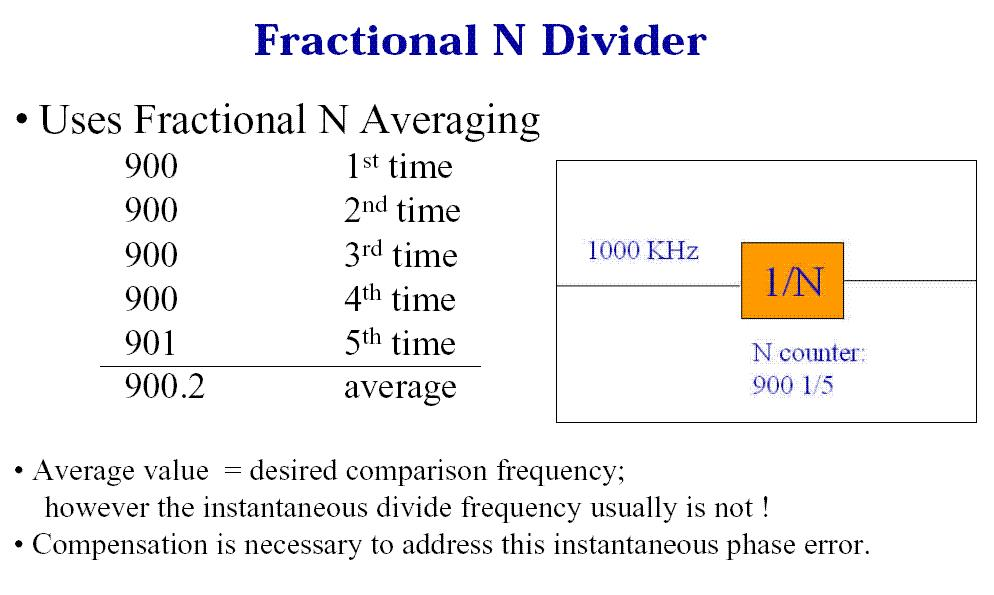 Fractional N Divider
• Uses Fractional N Averaging
900 1st time
900 2nd time
900 3rd time
900 4th time
901 5th time
900.2 average
1000 KHz
1/N
N counter:
900 1/5
• Average value = desired comparison frequency;
however the instantaneous divide frequency usually is not !
• Compensation is necessary to address this instantaneous phase error.